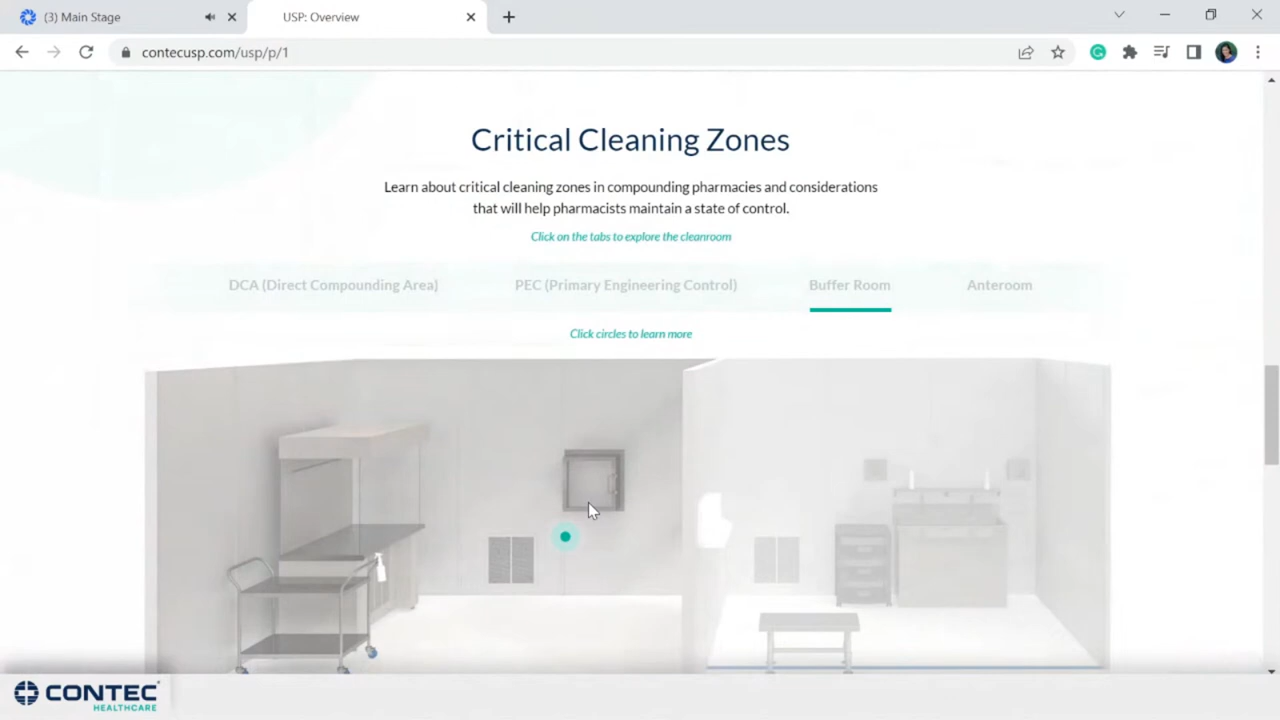 (3) Main Stage
USP: Overview
contecusp.com/usp/p/1
Critical Cleaning Zones
Learn about critical cleaning zones in compounding pharmacies and considerations
that will help pharmacists maintain a state of control.
Click on the tabs to explore the cleanroom
DCA (Direct Compounding Area)
PEC (Primary Engineering Control)
Buffer Room
Anteroom
Click circles to learn more
CONTEC
HEALTHCARE